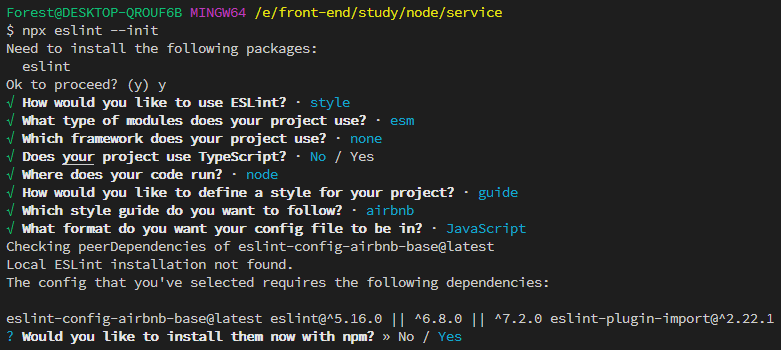 Forest@DESKTOP-QROUF6B MINGW64 /e/front-end/study/node/service
$ npx eslint --init
Need to install the following packages:
  eslint
Ok to proceed? (y) y
√ How would you like to use ESLint? · style
√ What type of modules does your project use? · esm
√ Which framework does your project use? · none
√ Does your project use TypeScript? · No / Yes
√ Where does your code run? · node
√ How would you like to define a style for your project? · guide
√ Which style guide do you want to follow? · airbnb
√ What format do you want your config file to be in? · JavaScript
Checking peerDependencies of eslint-config-airbnb-base@latest
Local ESLint installation not found.
The config that you've selected requires the following dependencies:

eslint-config-airbnb-base@latest eslint@^5.16.0 || ^6.8.0 || ^7.2.0 eslint-plugin-import@^2.22.1
? Would you like to install them now with npm? » No / Yes